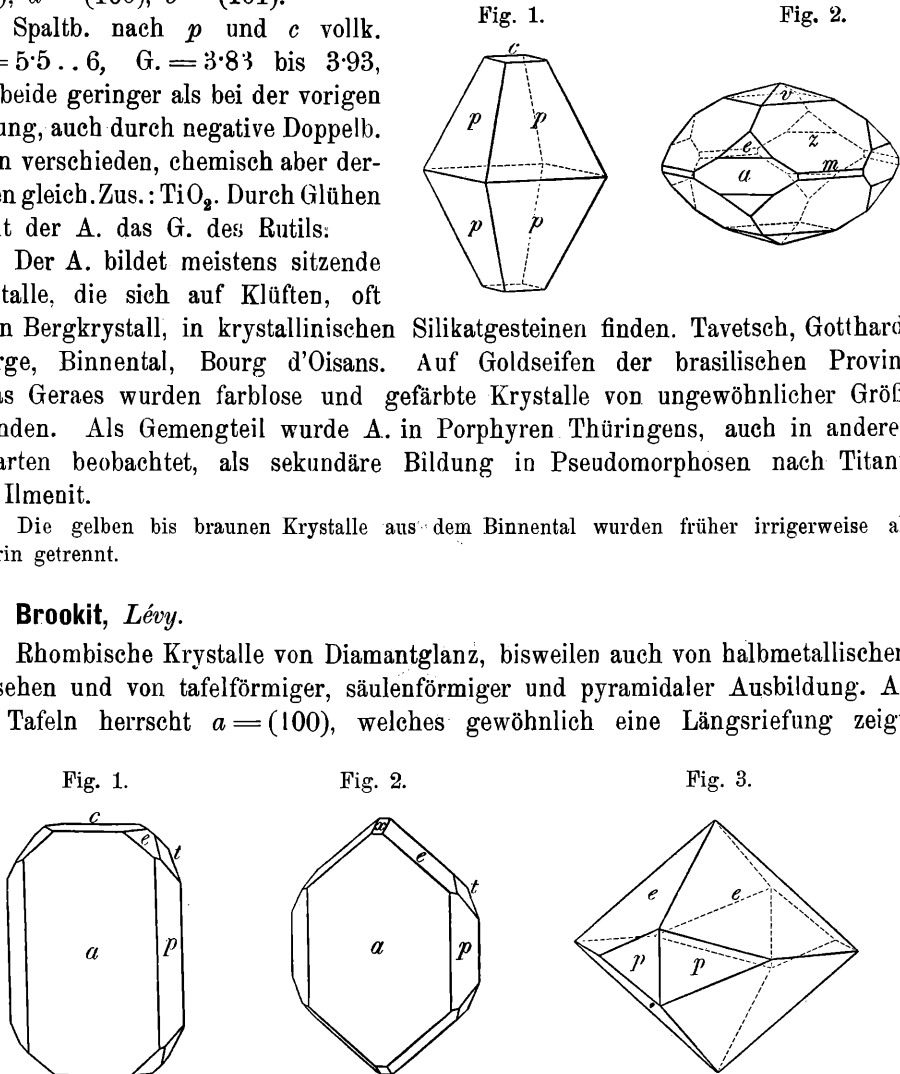 Fig. 1. Fig. 2.
Spaltb. nach p und c vollk.
= 5·5 . . 6, G. = 3·83 bis 3·93,
beide geringer als bei der vorigen
ung, auch durch negative Doppelb.
n verschieden, chemisch aber der-
en gleich. Zus.: TiO₂. Durch Glühen
t der A. das G. des Rutils.
Der A. bildet meistens sitzende
talle, die sich auf Klüften, oft
n Bergkrystall, in krystallinischen Silikatgesteinen finden. Tavetsch, Gotthard
rge, Binnental, Bourg d'Oisans. Auf Goldseifen der brasilischen Provin
as Geraes wurden farblose und gefärbte Krystalle von ungewöhnlicher Größ
nden. Als Gemengteil wurde A. in Porphyren Thüringens, auch in andere
arten beobachtet, als sekundäre Bildung in Pseudomorphosen nach Titan
Ilmenit.
Die gelben bis braunen Krystalle aus dem Binnental wurden früher irrigerweise a
rin getrennt.
Brookit, Lévy.
Rhombische Krystalle von Diamantglanz, bisweilen auch von halbmetallischer
sehen und von tafelförmiger, säulenförmiger und pyramidaler Ausbildung. A
Tafeln herrscht a = (100), welches gewöhnlich eine Längsriefung zeig
Fig. 1. Fig. 2. Fig. 3.
c
p p
p p
v
e z
a m
c
e t
a p
x
e t
a p
e e
p p